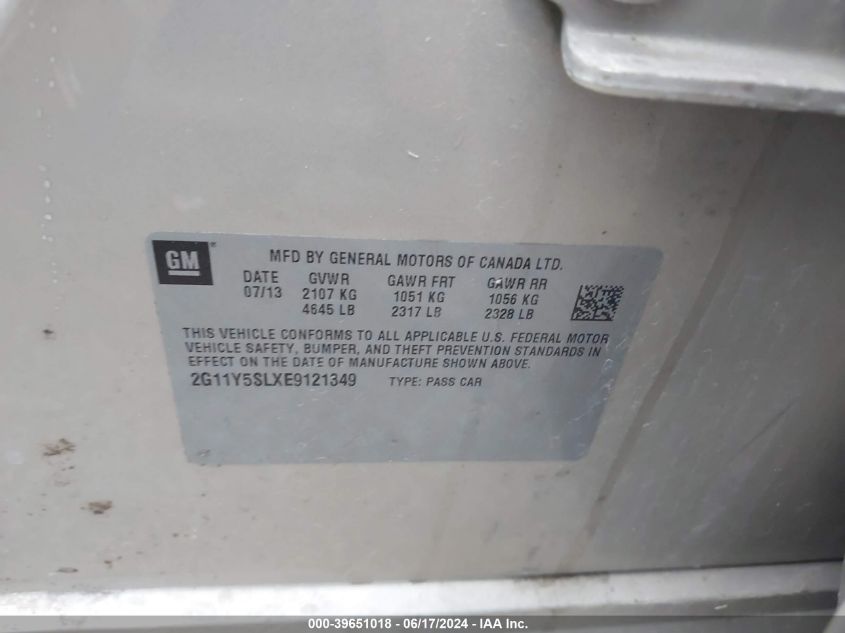 GM ®
MFD BY GENERAL MOTORS OF CANADA LTD.
DATE GVWR GAWR FRT GAWR RR
07/13 2107 KG 1051 KG 1056 KG
4645 LB 2317 LB 2328 LB
THIS VEHICLE CONFORMS TO ALL APPLICABLE U.S. FEDERAL MOTOR
VEHICLE SAFETY, BUMPER, AND THEFT PREVENTION STANDARDS IN
EFFECT ON THE DATE OF MANUFACTURE SHOWN ABOVE.
2G11Y5SLXE9121349 TYPE: PASS CAR
000-39651018 - 06/17/2024 - IAA Inc.